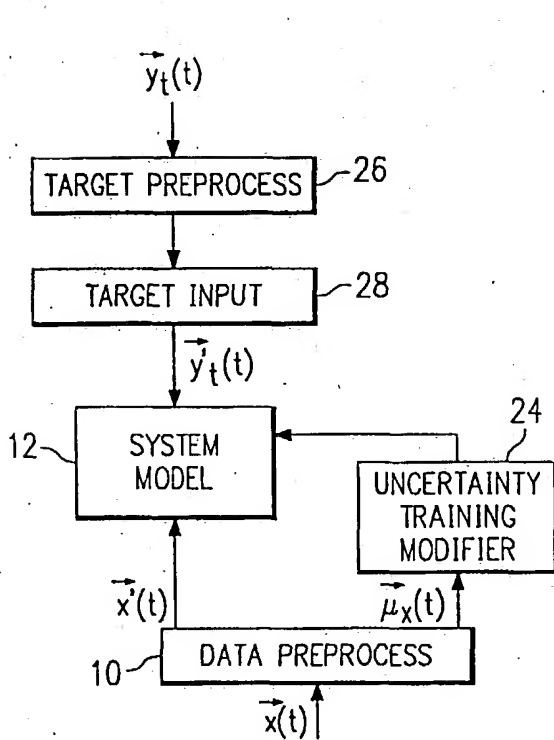 y⃗t(t)
TARGET PREPROCESS
26
TARGET INPUT
28
y⃗'t(t)
12
SYSTEM
MODEL
24
UNCERTAINTY
TRAINING
MODIFIER
x⃗'(t)
μ⃗x(t)
10
DATA PREPROCESS
x⃗(t)